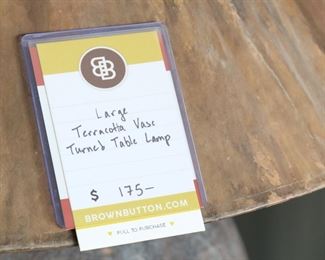 BB
Large
Terracotta Vase
Turned Table Lamp
$ 175-
BROWNBUTTON.COM
PULL TO PURCHASE